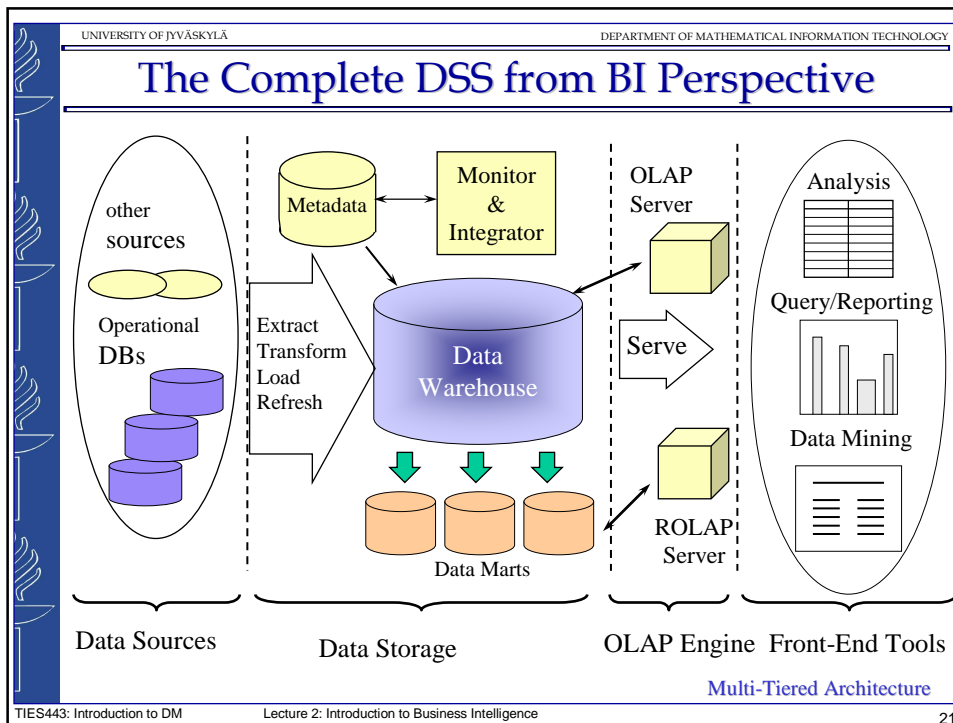 UNIVERSITY OF JYVÄSKYLÄ
DEPARTMENT OF MATHEMATICAL INFORMATION TECHNOLOGY
The Complete DSS from BI Perspective
other
sources
Operational
DBs
Extract
Transform
Load
Refresh
Metadata
Monitor
&
Integrator
Data
Warehouse
Data Marts
OLAP
Server
Serve
ROLAP
Server
Analysis
Query/Reporting
Data Mining
Data Sources
Data Storage
OLAP Engine
Front-End Tools
Multi-Tiered Architecture
TIES443: Introduction to DM
Lecture 2: Introduction to Business Intelligence
21